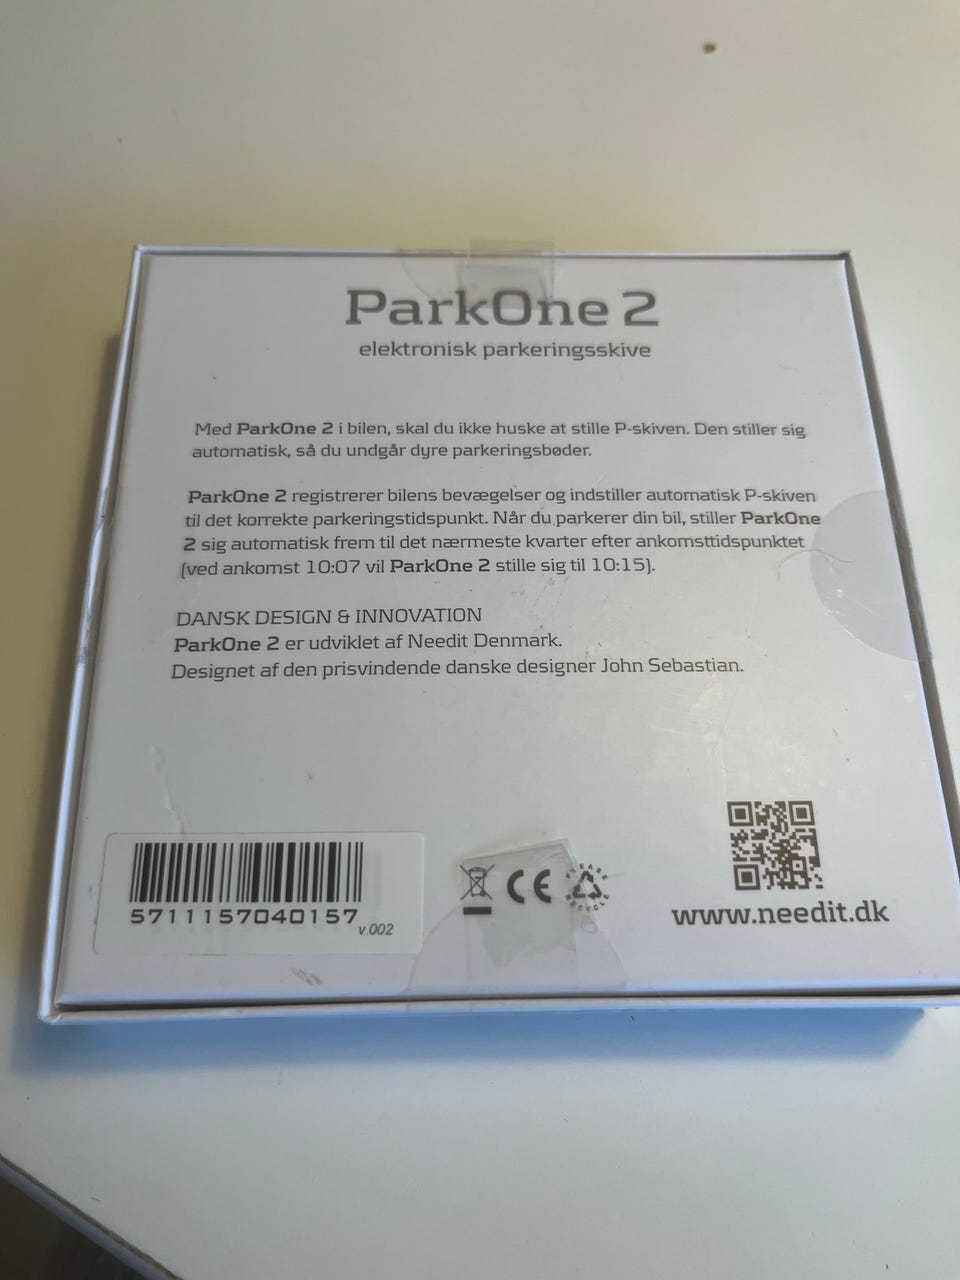 ParkOne 2
elektronisk parkeringsskive
Med ParkOne 2 i bilen, skal du ikke huske at stille P-skiven. Den stiller sig
automatisk, så du undgår dyre parkeringsbøder.
ParkOne 2 registrerer bilens bevægelser og indstiller automatisk P-skiven
til det korrekte parkeringstidspunkt. Når du parkerer din bil, stiller ParkOne
2 sig automatisk frem til det nærmeste kvarter efter ankomsttidspunktet
(ved ankomst 10:07 vil ParkOne 2 stille sig til 10:15).
DANSK DESIGN & INNOVATION
ParkOne 2 er udviklet af Needit Denmark.
Designet af den prisvindende danske designer John Sebastian.
5711157040157
v.002
CE
PLEASE RECYCLE
www.needit.dk